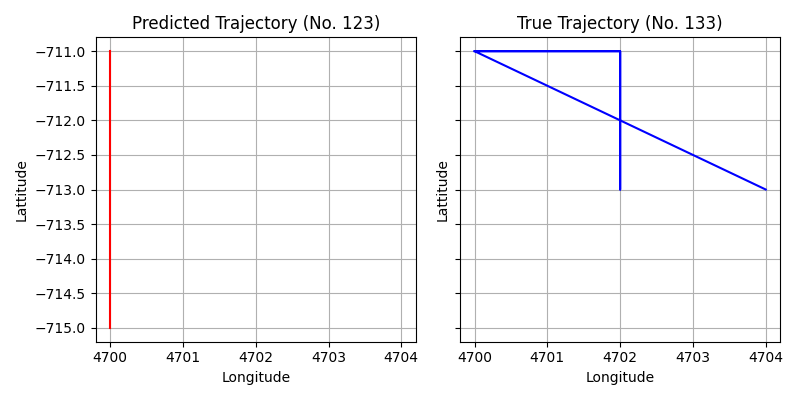 Predicted Trajectory (No. 123)
True Trajectory (No. 133)
−711.0
−711.5
−712.0
−712.5
−713.0
−713.5
−714.0
−714.5
−715.0
Lattitude
Lattitude
4700 4701 4702 4703 4704
4700 4701 4702 4703 4704
Longitude
Longitude